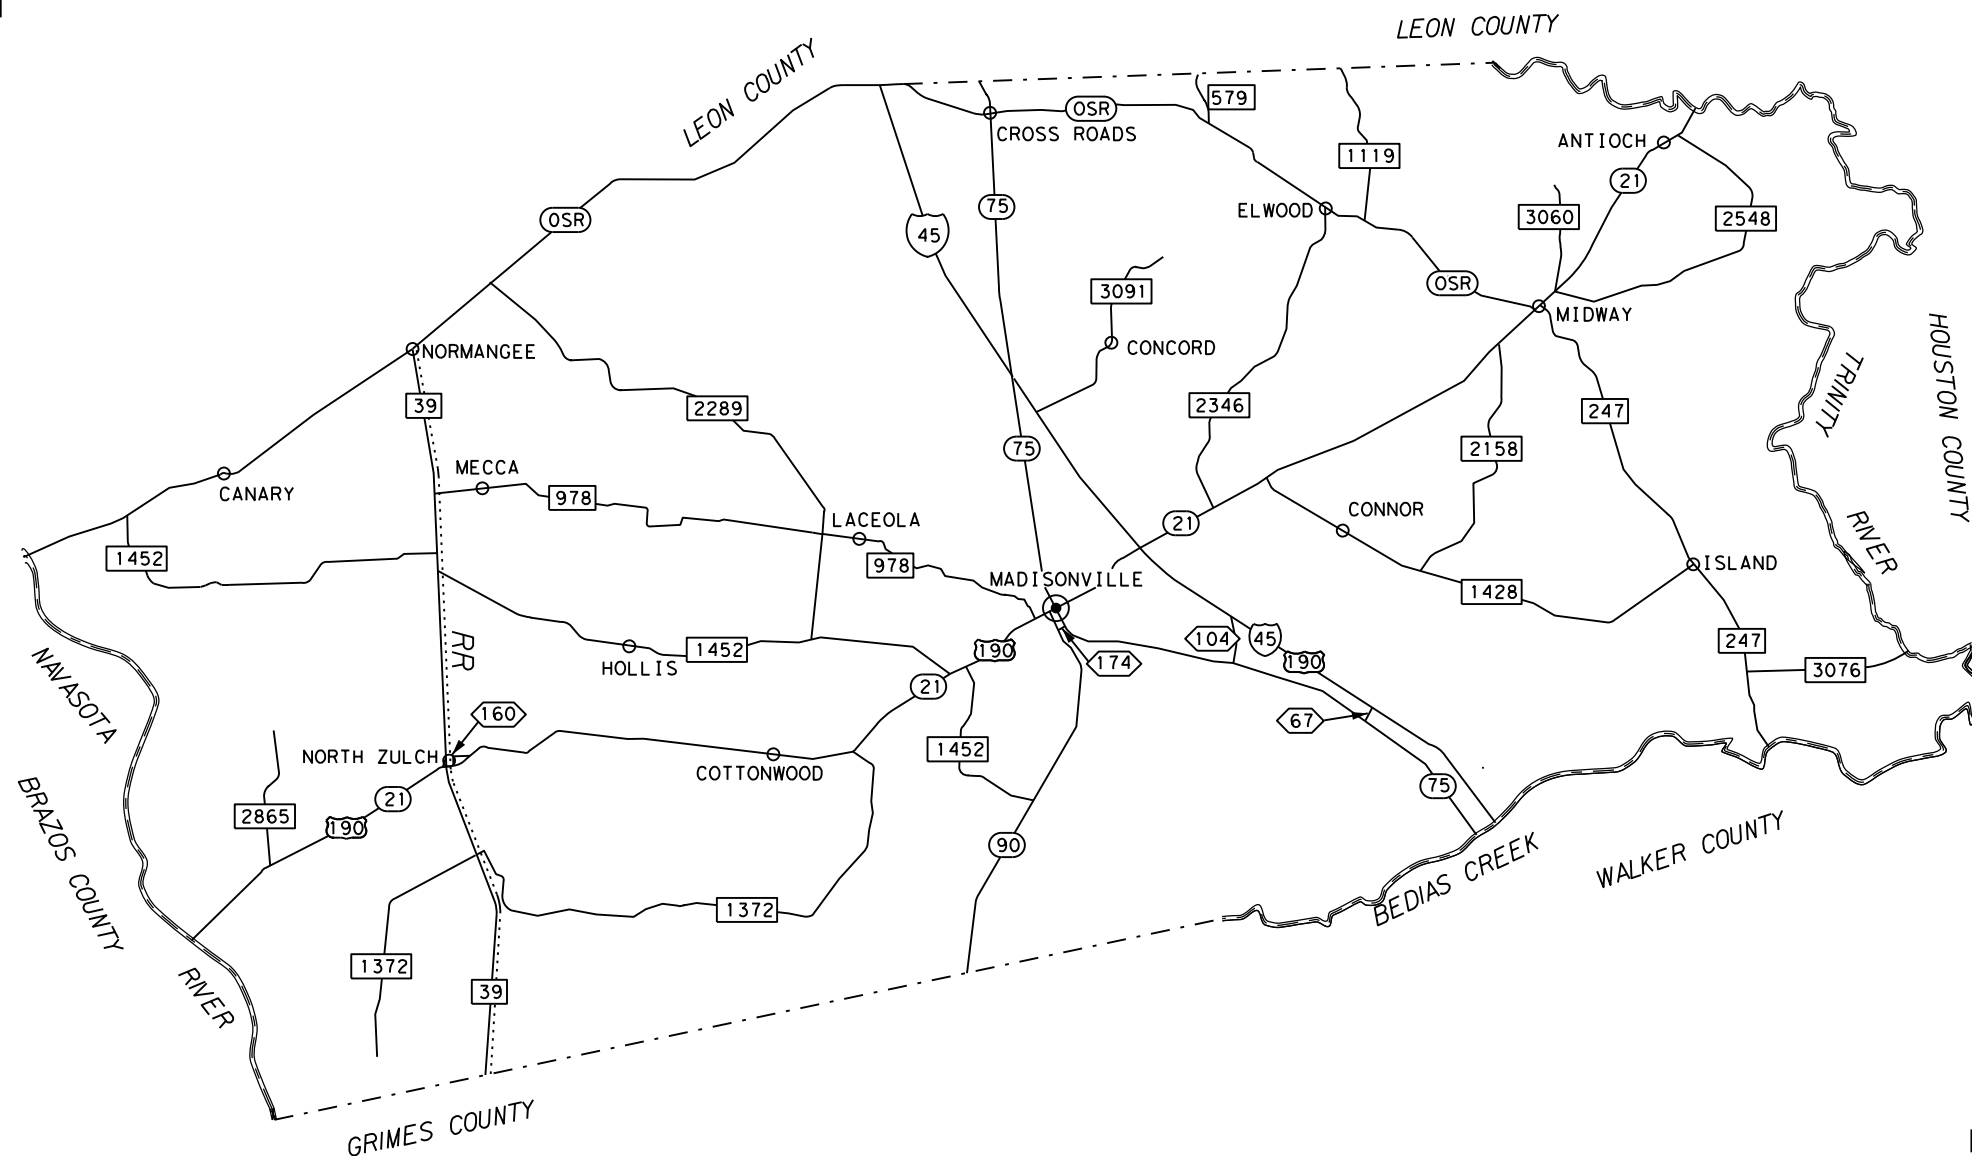 LEON COUNTY
LEON COUNTY
579
OSR
CROSS ROADS
ANTIOCH
1119
21
75
ELWOOD
3060
2548
OSR
45
3091
OSR
MIDWAY
HOUSTON COUNTY
NORMANGEE
CONCORD
TRINITY
39
2289
2346
247
75
2158
MECCA
978
CANARY
CONNOR
LACEOLA
21
RIVER
1452
978
ISLAND
MADISONVILLE
1428
RR
104
45
247
HOLLIS
1452
190
174
190
3076
NAVASOTA
21
160
67
NORTH ZULCH
1452
COTTONWOOD
75
21
2865
190
BRAZOS COUNTY
90
BEDIAS CREEK
WALKER COUNTY
1372
1372
RIVER
39
GRIMES COUNTY